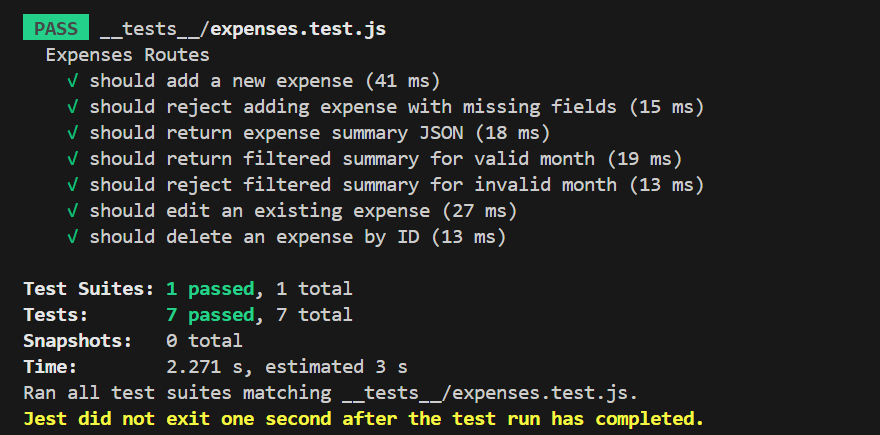 PASS __tests__/expenses.test.js
Expenses Routes
√ should add a new expense (41 ms)
√ should reject adding expense with missing fields (15 ms)
√ should return expense summary JSON (18 ms)
√ should return filtered summary for valid month (19 ms)
√ should reject filtered summary for invalid month (13 ms)
√ should edit an existing expense (27 ms)
√ should delete an expense by ID (13 ms)
Test Suites: 1 passed, 1 total
Tests: 7 passed, 7 total
Snapshots: 0 total
Time: 2.271 s, estimated 3 s
Ran all test suites matching __tests__/expenses.test.js.
Jest did not exit one second after the test run has completed.